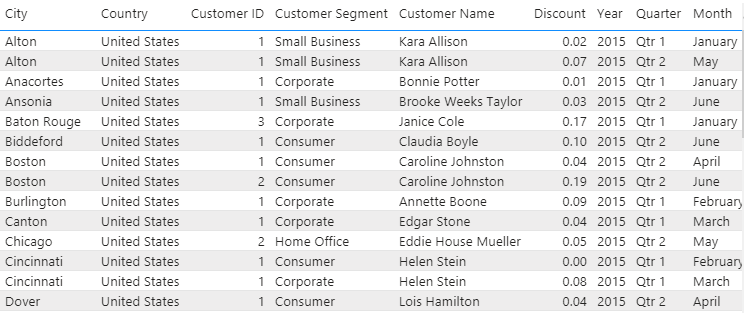 City Country Customer ID Customer Segment Customer Name Discount Year Quarter Month
Alton United States 1 Small Business Kara Allison 0.02 2015 Qtr 1 January
Alton United States 1 Small Business Kara Allison 0.07 2015 Qtr 2 May
Anacortes United States 1 Corporate Bonnie Potter 0.01 2015 Qtr 1 January
Ansonia United States 1 Small Business Brooke Weeks Taylor 0.03 2015 Qtr 2 June
Baton Rouge United States 3 Corporate Janice Cole 0.17 2015 Qtr 1 January
Biddeford United States 1 Consumer Claudia Boyle 0.10 2015 Qtr 2 June
Boston United States 1 Consumer Caroline Johnston 0.04 2015 Qtr 2 April
Boston United States 2 Consumer Caroline Johnston 0.19 2015 Qtr 2 June
Burlington United States 1 Corporate Annette Boone 0.09 2015 Qtr 1 February
Canton United States 1 Corporate Edgar Stone 0.04 2015 Qtr 1 March
Chicago United States 2 Home Office Eddie House Mueller 0.05 2015 Qtr 2 May
Cincinnati United States 1 Consumer Helen Stein 0.00 2015 Qtr 1 February
Cincinnati United States 1 Corporate Helen Stein 0.08 2015 Qtr 1 March
Dover United States 1 Consumer Lois Hamilton 0.04 2015 Qtr 2 April